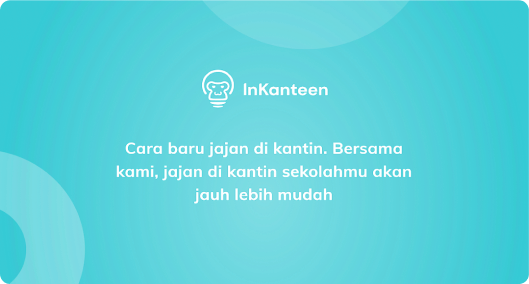 InKanteen
Cara baru jajan di kantin. Bersama
kami, jajan di kantin sekolahmu akan
jauh lebih mudah